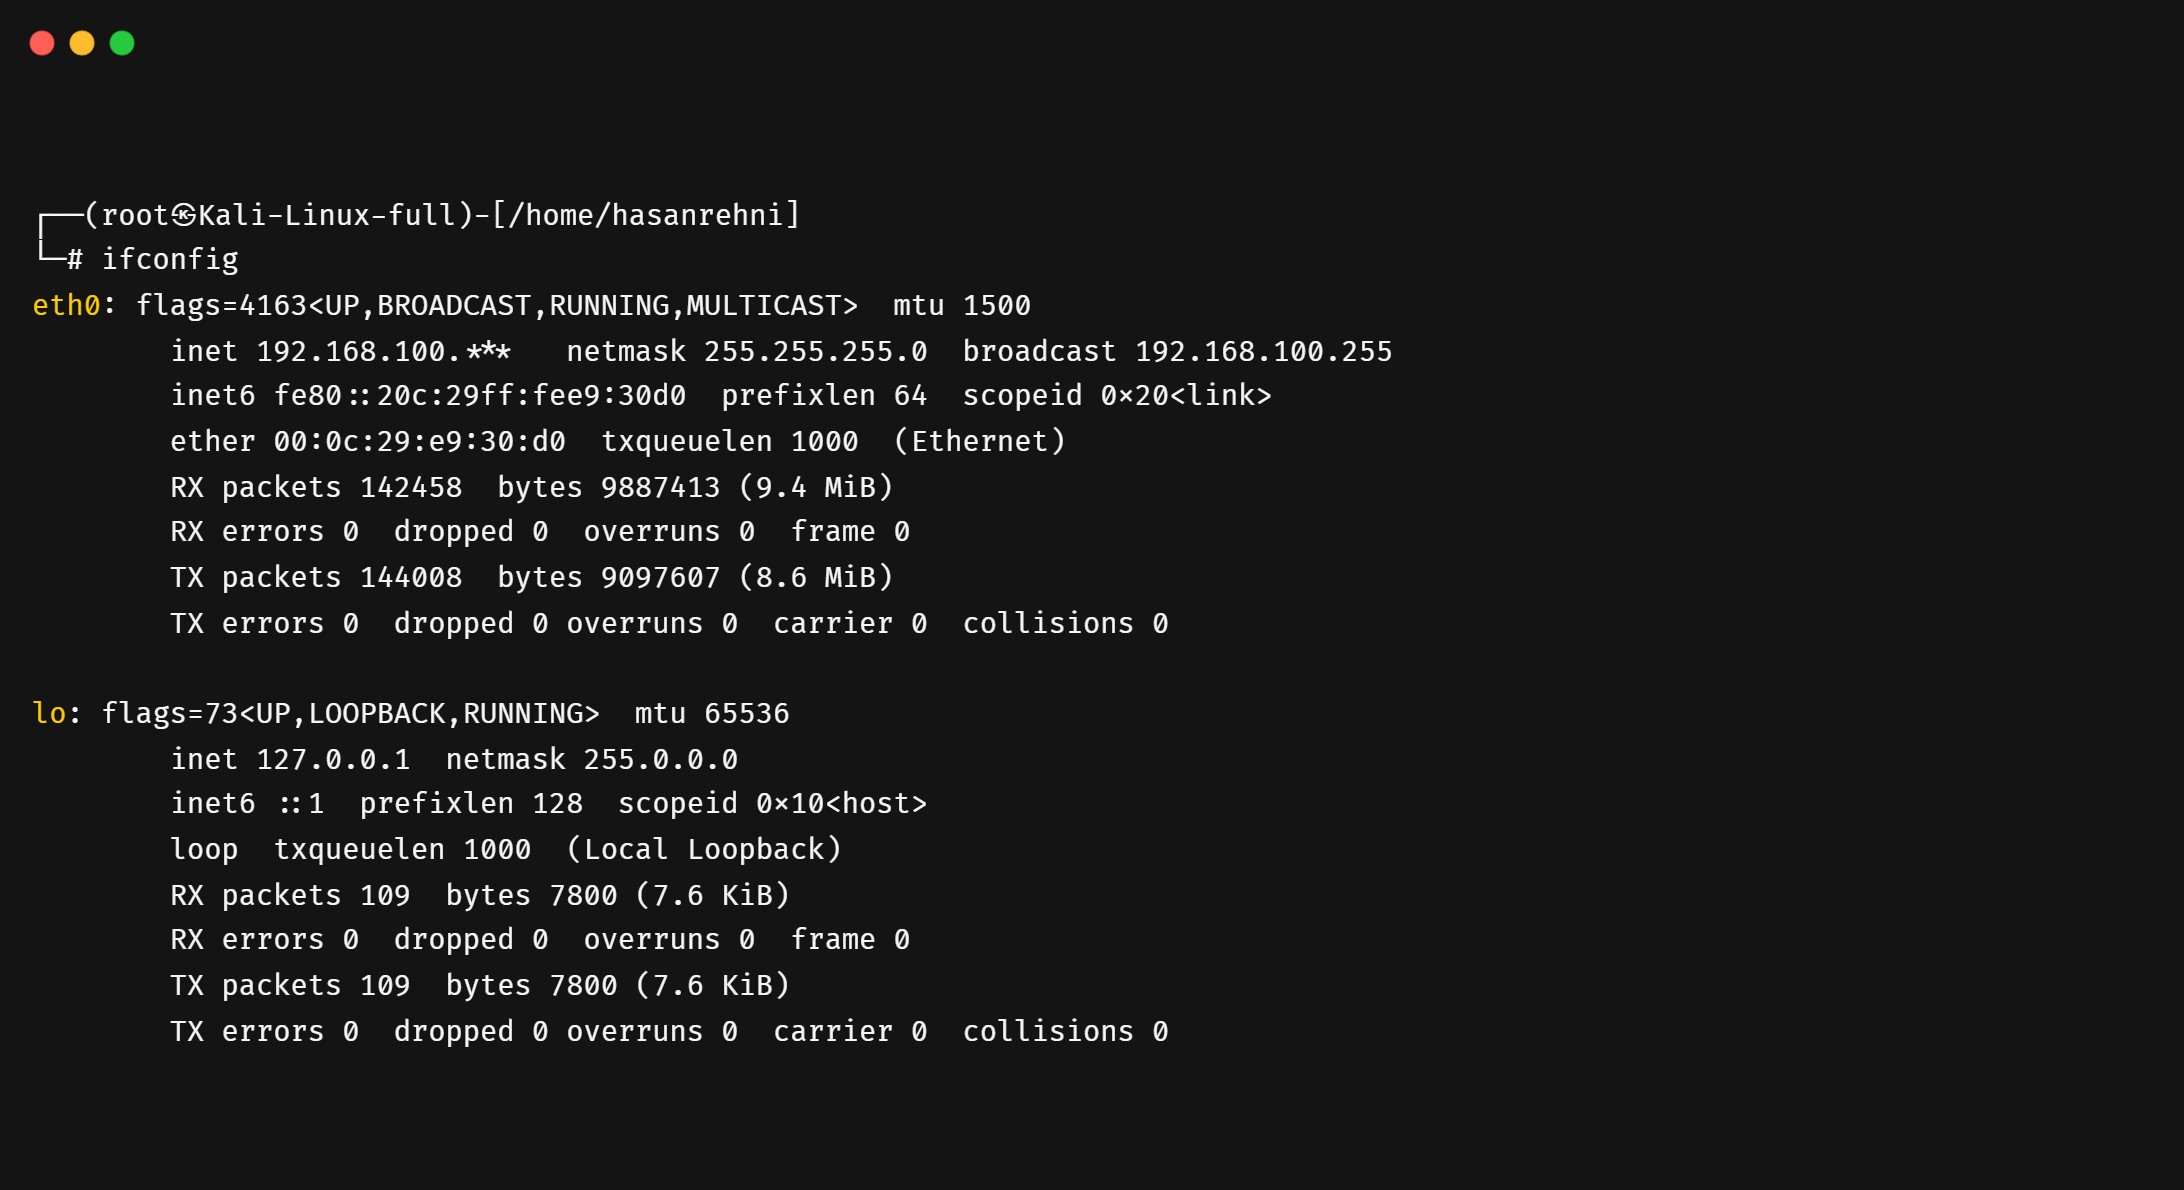 ┌──(root㉿Kali-Linux-full)-[/home/hasanrehni]
└─# ifconfig
eth0: flags=4163<UP,BROADCAST,RUNNING,MULTICAST>  mtu 1500
        inet 192.168.100.***   netmask 255.255.255.0  broadcast 192.168.100.255
        inet6 fe80::20c:29ff:fee9:30d0  prefixlen 64  scopeid 0×20<link>
        ether 00:0c:29:e9:30:d0  txqueuelen 1000  (Ethernet)
        RX packets 142458  bytes 9887413 (9.4 MiB)
        RX errors 0  dropped 0  overruns 0  frame 0
        TX packets 144008  bytes 9097607 (8.6 MiB)
        TX errors 0  dropped 0 overruns 0  carrier 0  collisions 0

lo: flags=73<UP,LOOPBACK,RUNNING>  mtu 65536
        inet 127.0.0.1  netmask 255.0.0.0
        inet6 ::1  prefixlen 128  scopeid 0×10<host>
        loop  txqueuelen 1000  (Local Loopback)
        RX packets 109  bytes 7800 (7.6 KiB)
        RX errors 0  dropped 0  overruns 0  frame 0
        TX packets 109  bytes 7800 (7.6 KiB)
        TX errors 0  dropped 0 overruns 0  carrier 0  collisions 0